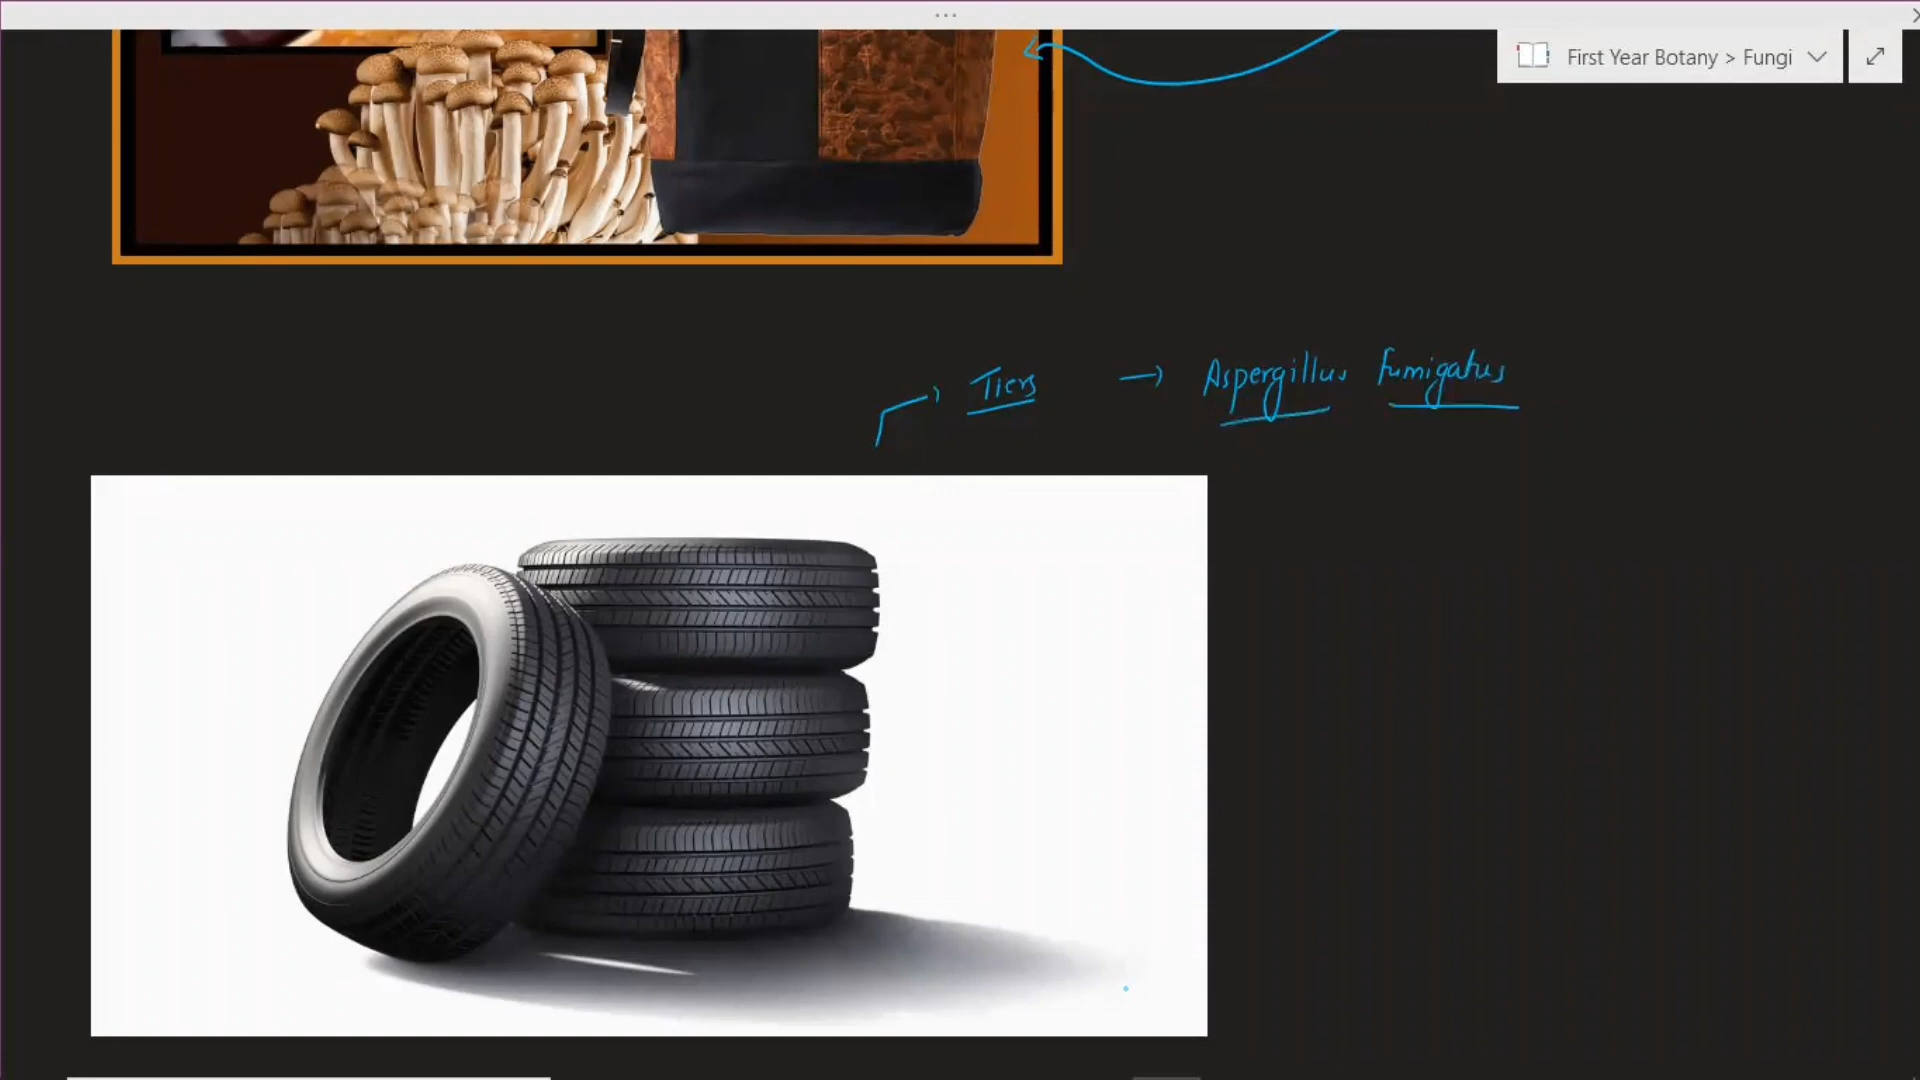 First Year Botany > Fungi
Tiers → Aspergillus fumigatus